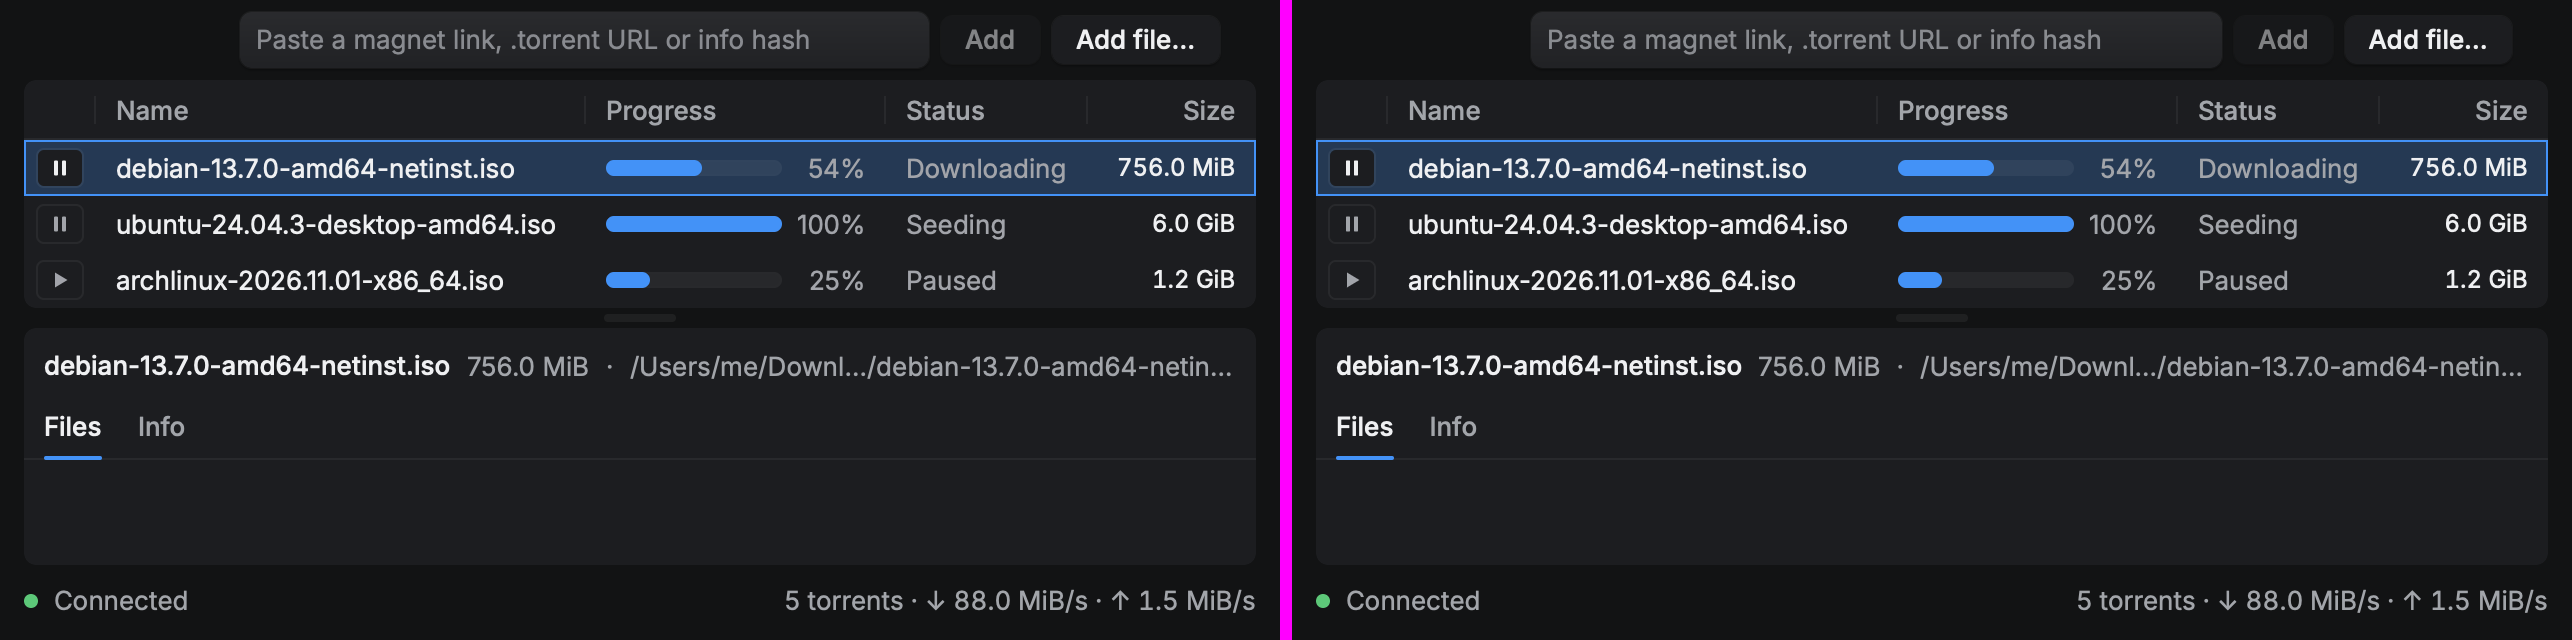 Paste a magnet link, .torrent URL or info hash Add Add file...
Name Progress Status Size
debian-13.7.0-amd64-netinst.iso 54% Downloading 756.0 MiB
ubuntu-24.04.3-desktop-amd64.iso 100% Seeding 6.0 GiB
archlinux-2026.11.01-x86_64.iso 25% Paused 1.2 GiB
debian-13.7.0-amd64-netinst.iso 756.0 MiB · /Users/me/Downl.../debian-13.7.0-amd64-netin...
Files Info
Connected 5 torrents · ↓ 88.0 MiB/s · ↑ 1.5 MiB/s
Paste a magnet link, .torrent URL or info hash Add Add file...
Name Progress Status Size
debian-13.7.0-amd64-netinst.iso 54% Downloading 756.0 MiB
ubuntu-24.04.3-desktop-amd64.iso 100% Seeding 6.0 GiB
archlinux-2026.11.01-x86_64.iso 25% Paused 1.2 GiB
debian-13.7.0-amd64-netinst.iso 756.0 MiB · /Users/me/Downl.../debian-13.7.0-amd64-netin...
Files Info
Connected 5 torrents · ↓ 88.0 MiB/s · ↑ 1.5 MiB/s